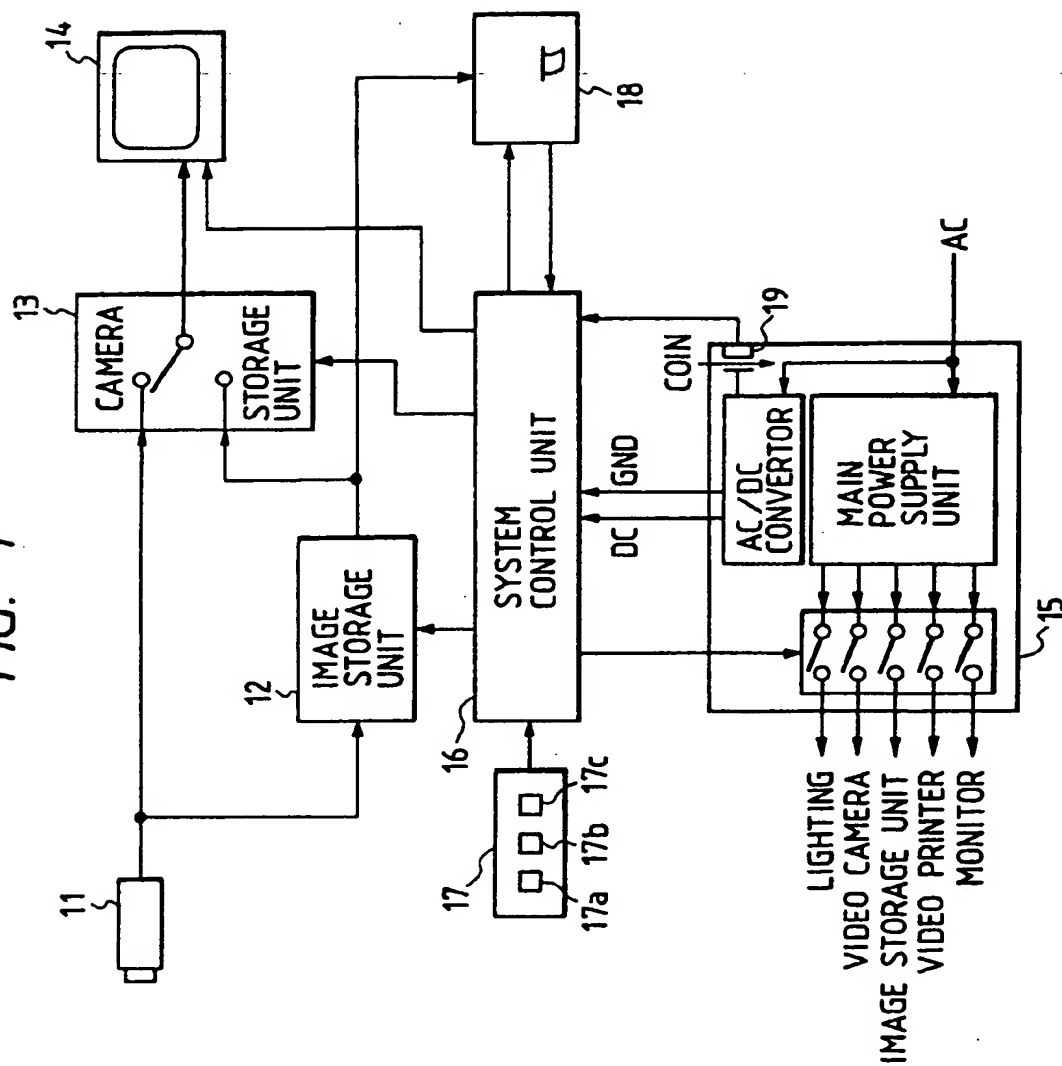 11
12
IMAGE
STORAGE
UNIT
13
CAMERA
STORAGE
UNIT
14
16
SYSTEM
CONTROL UNIT
17
17a
17b
17c
18
DC
GND
COIN
19
AC
AC/DC
CONVERTOR
MAIN
POWER
SUPPLY
UNIT
15
LIGHTING
VIDEO CAMERA
IMAGE STORAGE UNIT
VIDEO PRINTER
MONITOR